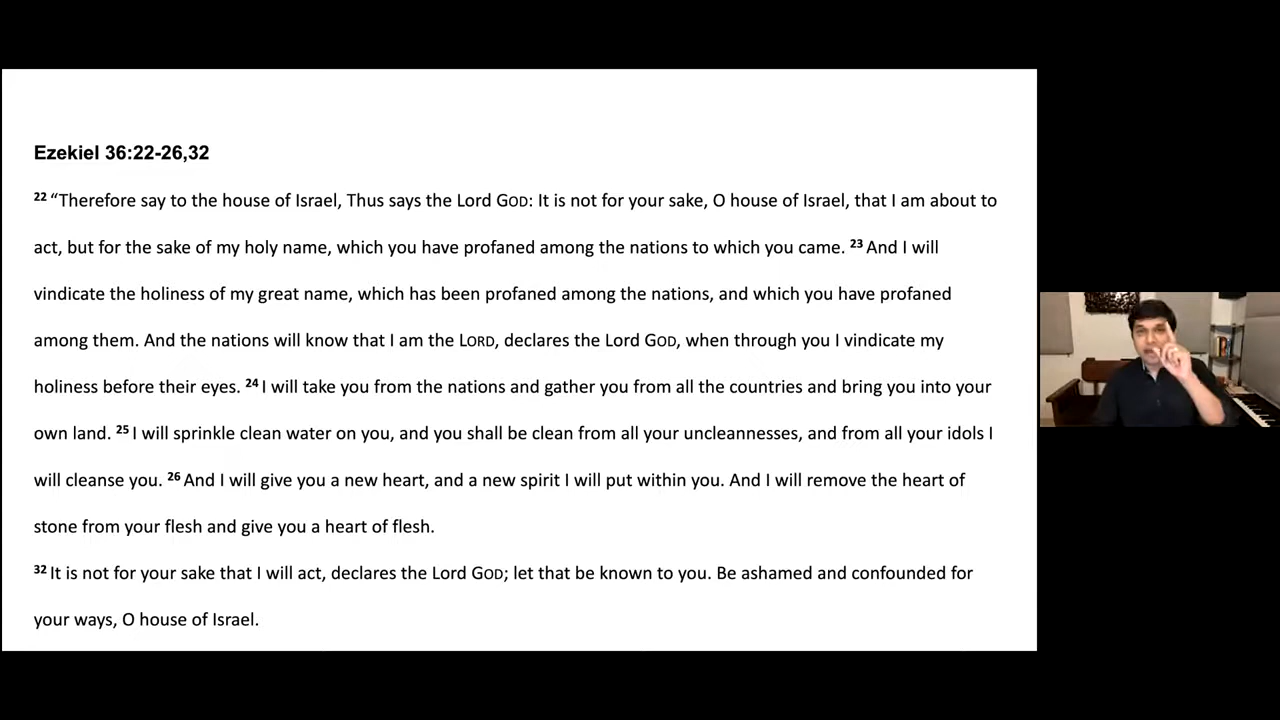 Ezekiel 36:22-26,32
22 “Therefore say to the house of Israel, Thus says the Lord GOD: It is not for your sake, O house of Israel, that I am about to
act, but for the sake of my holy name, which you have profaned among the nations to which you came. 23 And I will
vindicate the holiness of my great name, which has been profaned among the nations, and which you have profaned
among them. And the nations will know that I am the LORD, declares the Lord GOD, when through you I vindicate my
holiness before their eyes. 24 I will take you from the nations and gather you from all the countries and bring you into your
own land. 25 I will sprinkle clean water on you, and you shall be clean from all your uncleannesses, and from all your idols I
will cleanse you. 26 And I will give you a new heart, and a new spirit I will put within you. And I will remove the heart of
stone from your flesh and give you a heart of flesh.
32 It is not for your sake that I will act, declares the Lord GOD; let that be known to you. Be ashamed and confounded for
your ways, O house of Israel.